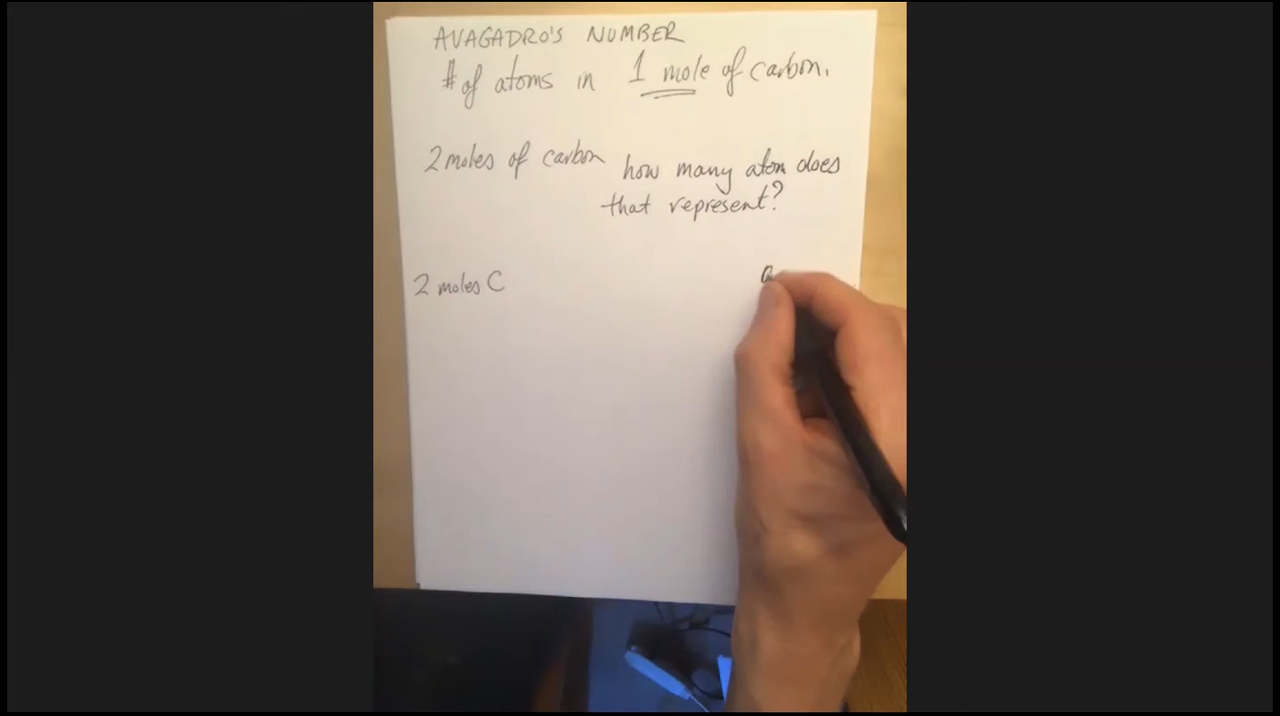 AVAGADRO'S NUMBER
# of atoms in 1 mole of carbon.
2 moles of carbon how many atom does
that represent?
2 moles C a